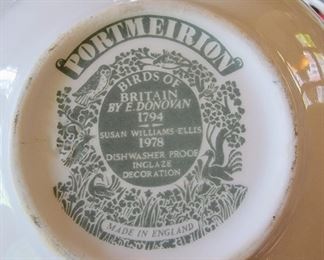 PORTMEIRION
BIRDS OF
BRITAIN
BY E. DONOVAN
1794
SUSAN WILLIAMS-ELLIS
1978
DISHWASHER PROOF
INGLAZE
DECORATION
MADE IN ENGLAND